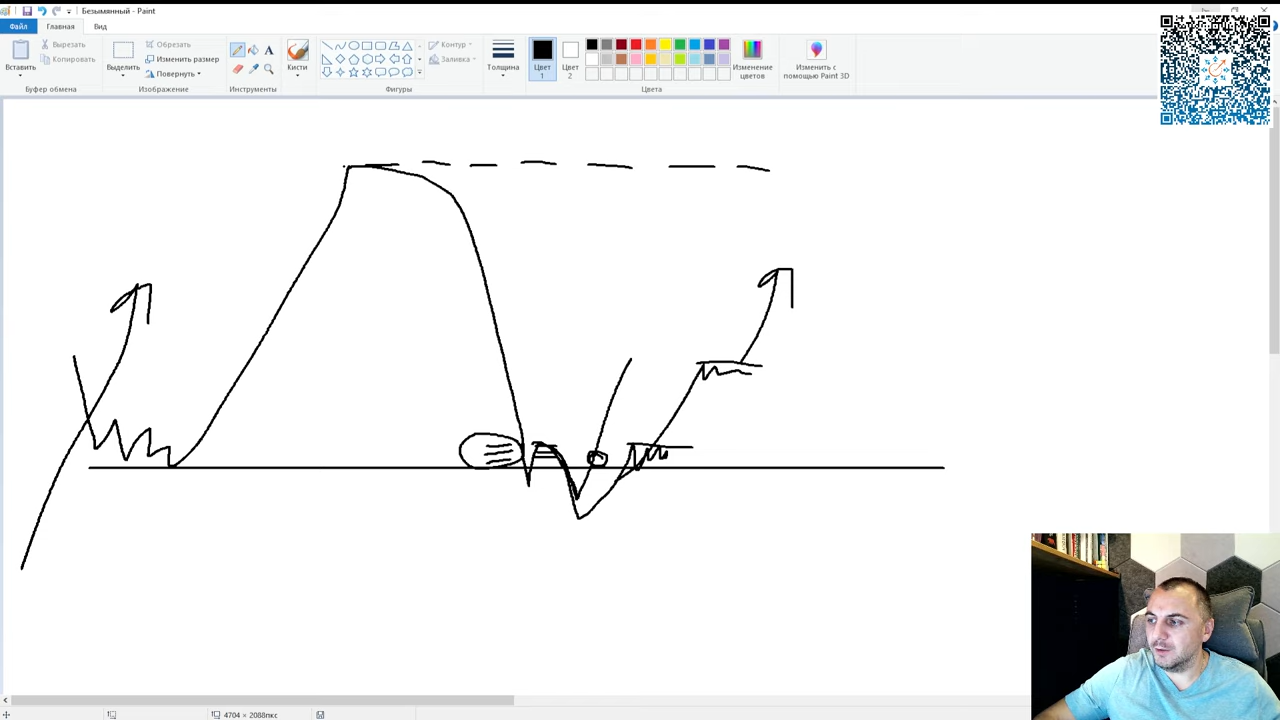 Безымянный - Paint
Файл
Главная
Вид
Вставить
Вырезать
Копировать
Буфер обмена
Выделить
Обрезать
Изменить размер
Повернуть
Изображение
A
Инструменты
Кисти
Контур
Заливка
Фигуры
Толщина
Цвет
1
Цвет
2
Изменение
цветов
Цвета
Изменить с
помощью Paint 3D
4704 × 2088пкс